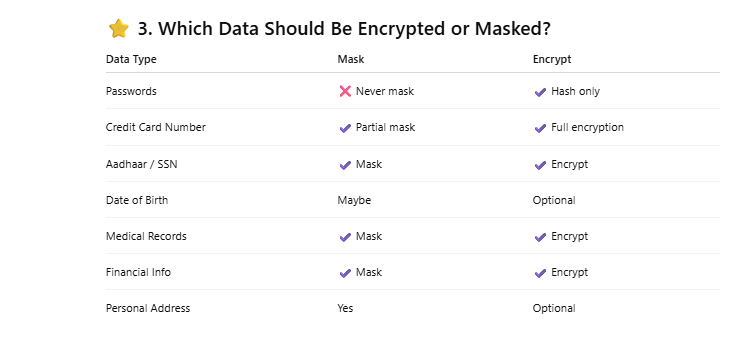 ⭐ 3. Which Data Should Be Encrypted or Masked?
Data Type Mask Encrypt
Passwords ❌ Never mask ✔ Hash only
Credit Card Number ✔ Partial mask ✔ Full encryption
Aadhaar / SSN ✔ Mask ✔ Encrypt
Date of Birth Maybe Optional
Medical Records ✔ Mask ✔ Encrypt
Financial Info ✔ Mask ✔ Encrypt
Personal Address Yes Optional